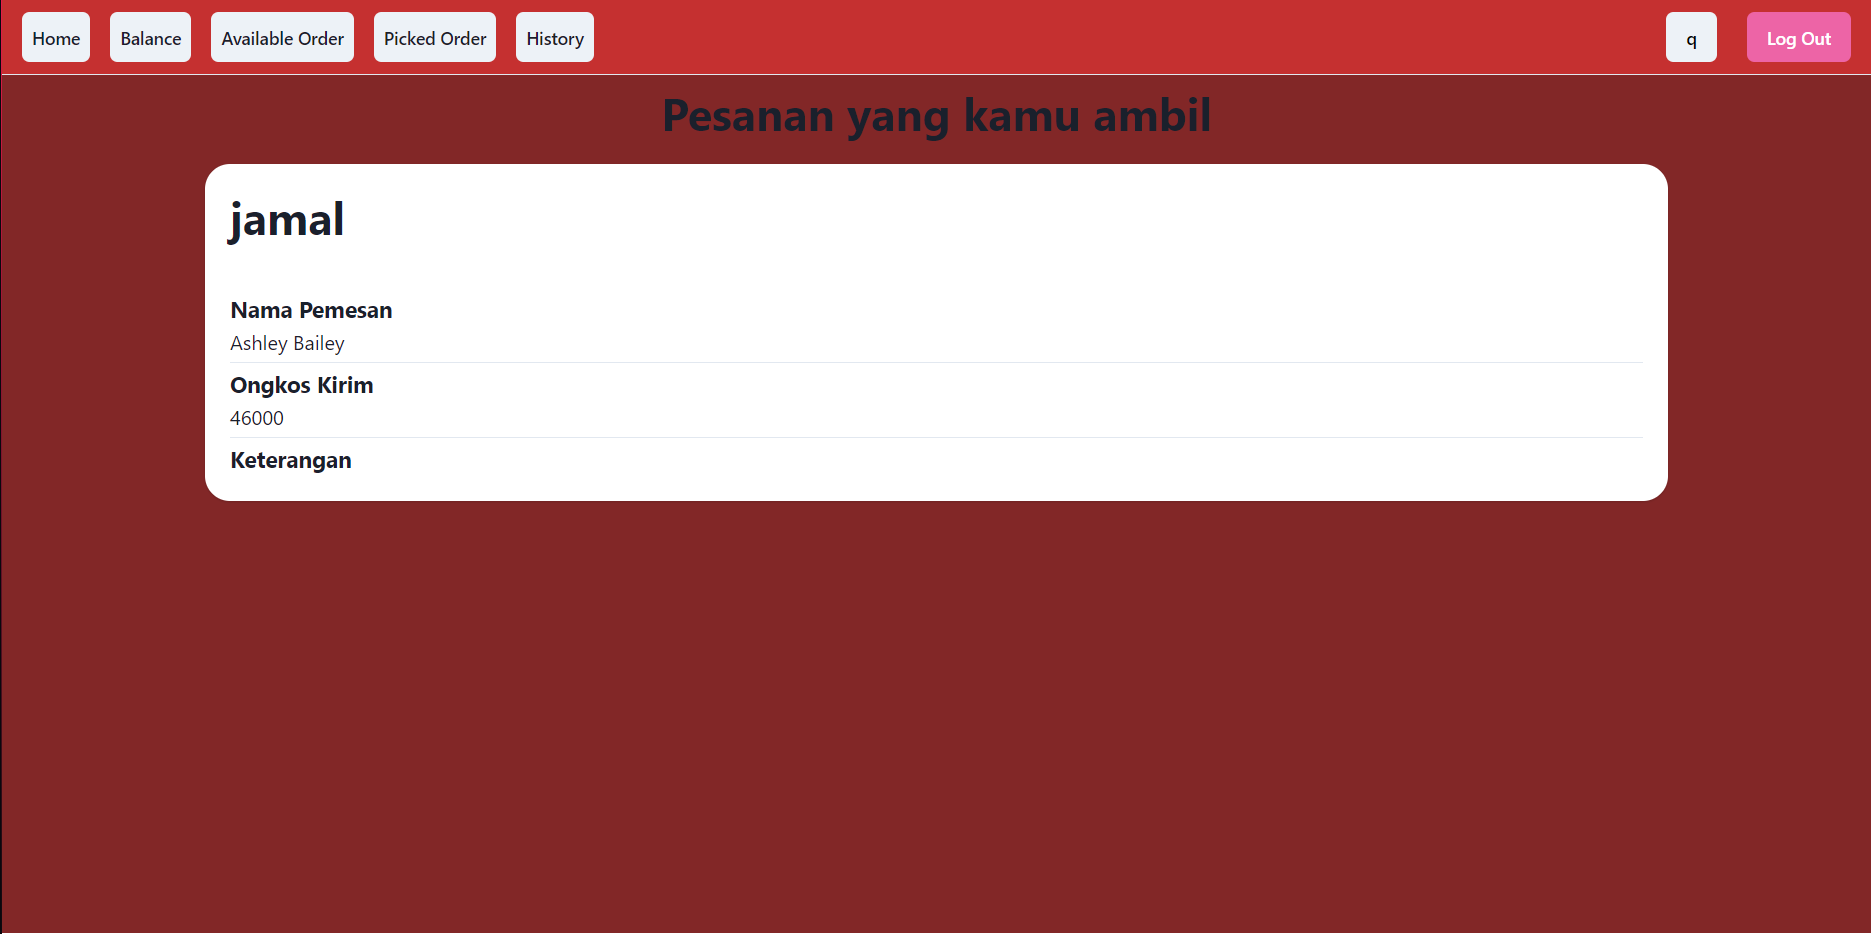 Home Balance Available Order Picked Order History q Log Out
Pesanan yang kamu ambil
jamal
Nama Pemesan
Ashley Bailey
Ongkos Kirim
46000
Keterangan